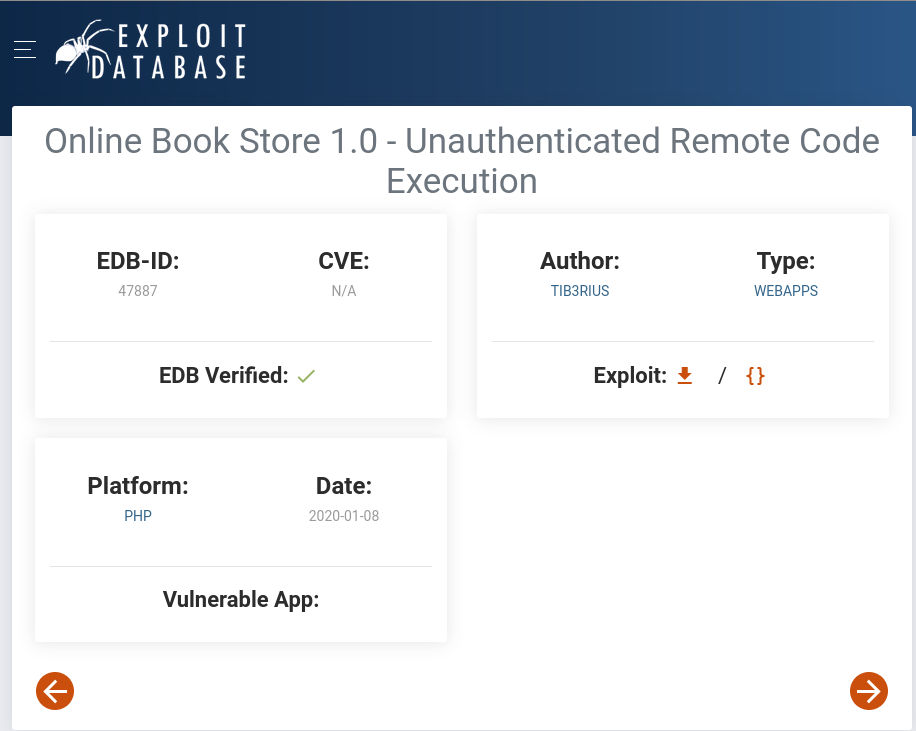 EXPLOIT
DATABASE
Online Book Store 1.0 - Unauthenticated Remote Code
Execution
EDB-ID:
47887
CVE:
N/A
EDB Verified:
Author:
TIB3RIUS
Type:
WEBAPPS
Exploit: / {}
Platform:
PHP
Date:
2020-01-08
Vulnerable App: